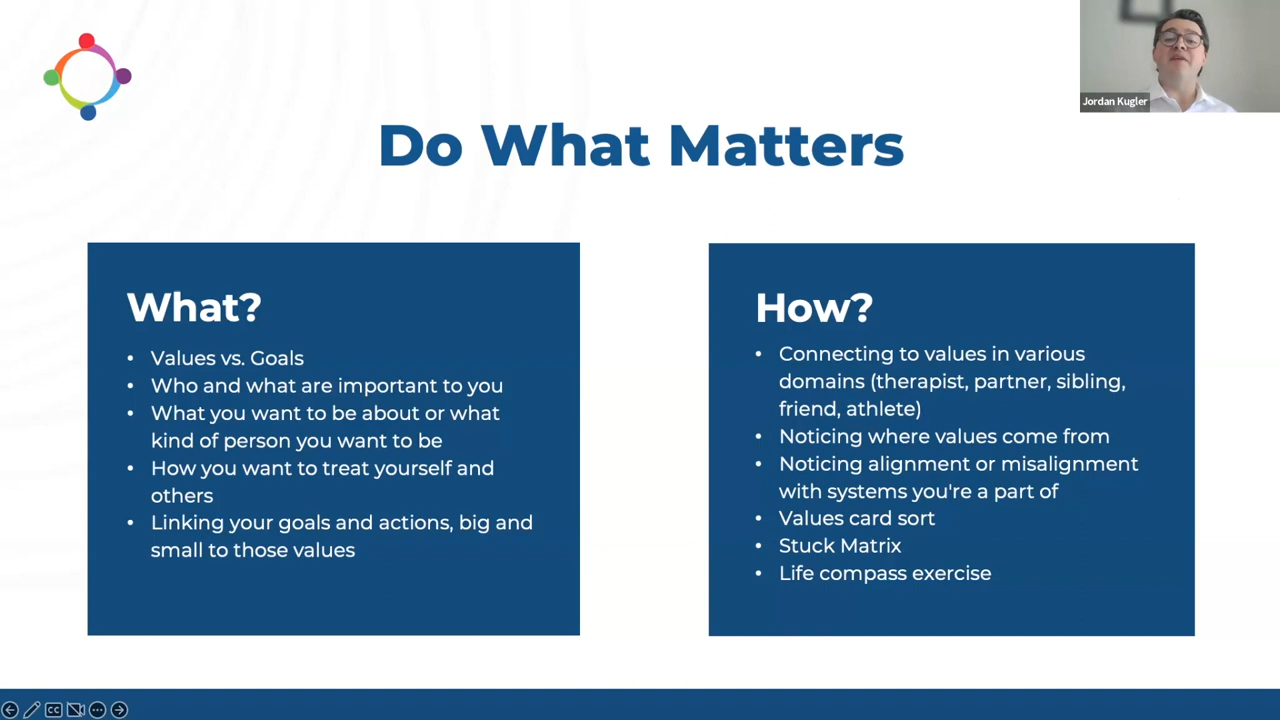 Jordan Kugler
Do What Matters
What?
• Values vs. Goals
• Who and what are important to you
• What you want to be about or what
kind of person you want to be
• How you want to treat yourself and
others
• Linking your goals and actions, big and
small to those values
How?
• Connecting to values in various
domains (therapist, partner, sibling,
friend, athlete)
• Noticing where values come from
• Noticing alignment or misalignment
with systems you're a part of
• Values card sort
• Stuck Matrix
• Life compass exercise
CC